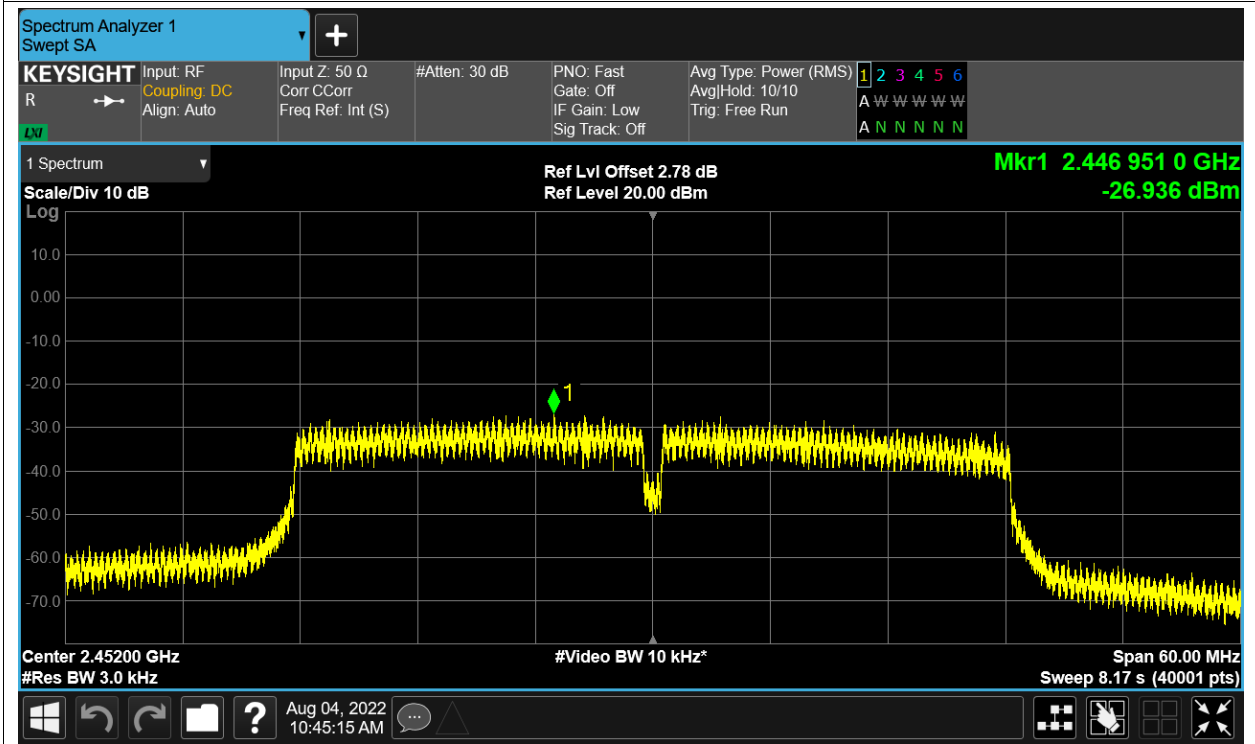 Spectrum Analyzer 1
Swept SA
+
KEYSIGHT
R
LXI
Input: RF
Coupling: DC
Align: Auto
Input Z: 50 Ω
Corr CCorr
Freq Ref: Int (S)
#Atten: 30 dB
PNO: Fast
Gate: Off
IF Gain: Low
Sig Track: Off
Avg Type: Power (RMS)
Avg|Hold: 10/10
Trig: Free Run
1 2 3 4 5 6
A W W W W W
A N N N N N
1 Spectrum
Scale/Div 10 dB
Log
Ref Lvl Offset 2.78 dB
Ref Level 20.00 dBm
Mkr1 2.446 951 0 GHz
-26.936 dBm
10.0
0.00
-10.0
-20.0
-30.0
-40.0
-50.0
-60.0
-70.0
1
Center 2.45200 GHz
#Res BW 3.0 kHz
#Video BW 10 kHz*
Span 60.00 MHz
Sweep 8.17 s (40001 pts)
?
Aug 04, 2022
10:45:15 AM